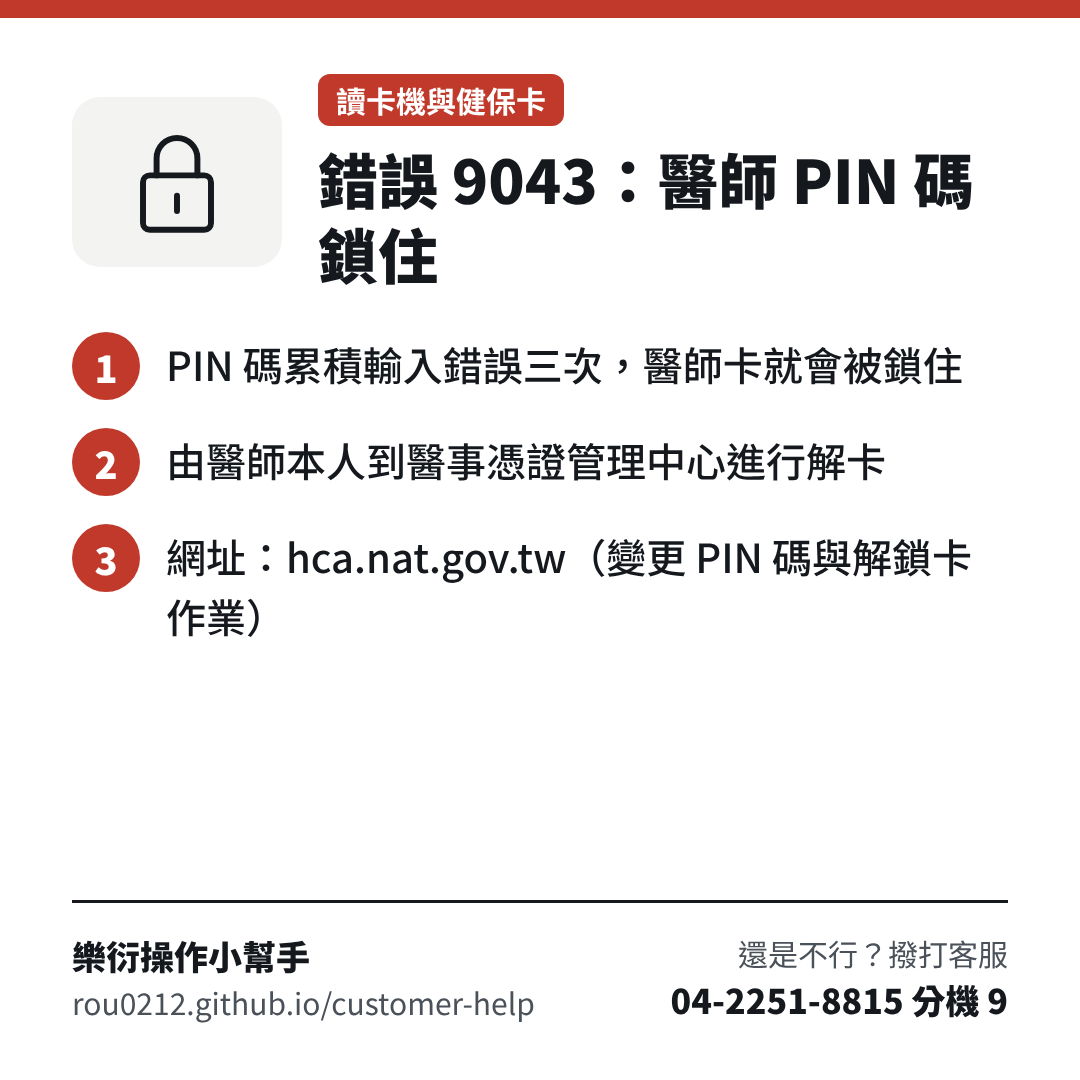 讀卡機與健保卡
錯誤 9043：醫師 PIN 碼
鎖住
1 PIN 碼累積輸入錯誤三次，醫師卡就會被鎖住
2 由醫師本人到醫事憑證管理中心進行解卡
3 網址：hca.nat.gov.tw（變更 PIN 碼與解鎖卡
作業）
樂衍操作小幫手
rou0212.github.io/customer-help
還是不行？撥打客服
04-2251-8815 分機 9